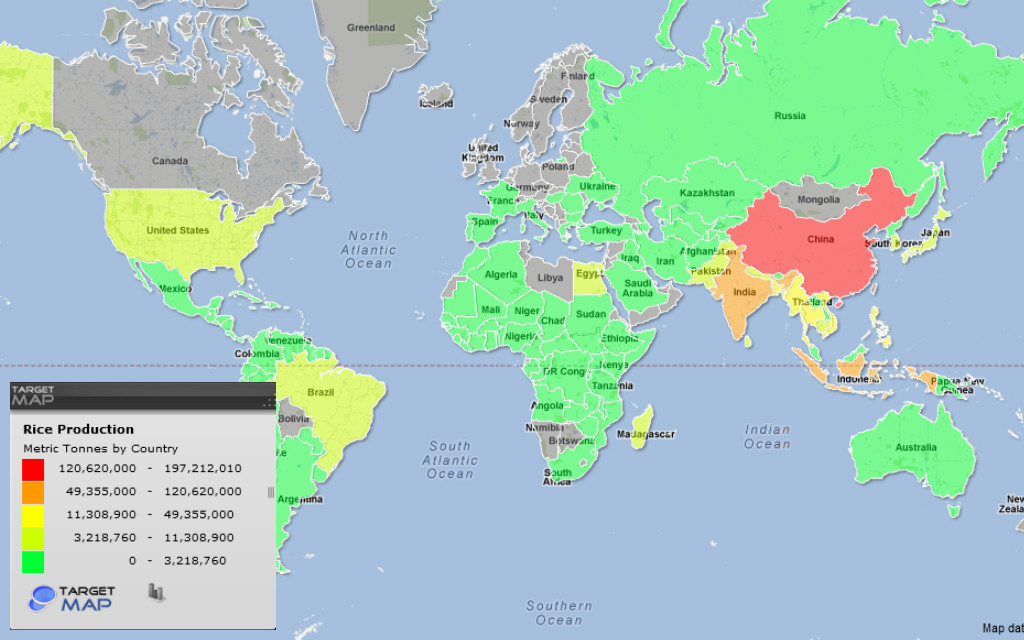 Greenland
Iceland
Finland
Sweden
Norway
Russia
United
Kingdom
Canada
Poland
Germany
Ukraine
France
Kazakhstan
Mongolia
Italy
Spain
United States
Turkey
Japan
China
South Korea
North
Atlantic
Ocean
Afghanistan
Iraq
Iran
Pakistan
Algeria
Libya
Egypt
Saudi
Arabia
India
Mexico
Thailand
Mali
Niger
Chad
Sudan
Nigeria
Ethiopia
Venezuela
Colombia
Kenya
DR Congo
Indonesia
Papua New
Guinea
Tanzania
Brazil
Angola
Bolivia
Namibia
Botswana
Madagascar
South
Atlantic
Ocean
Indian
Ocean
Australia
South
Africa
Argentina
New
Zeala
Southern
Ocean
Map dat
TARGET
MAP
Rice Production
Metric Tonnes by Country
120,620,000 - 197,212,010
49,355,000 - 120,620,000
11,308,900 - 49,355,000
3,218,760 - 11,308,900
0 - 3,218,760
TARGET
MAP